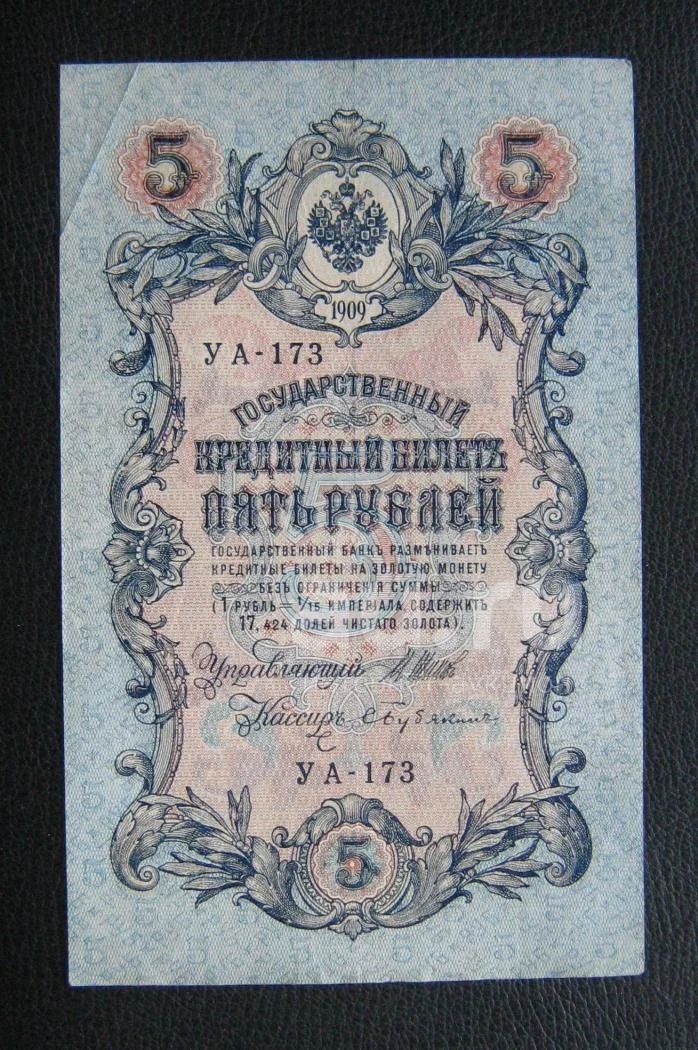 5 5
1909
УА-173
ГОСУДАРСТВЕННЫЙ
КРЕДИТНЫЙ БИЛЕТЪ
ПЯТЬ РУБЛЕЙ
ГОСУДАРСТВЕННЫЙ БАНКЪ РАЗМѢНИВАЕТЪ
КРЕДИТНЫЕ БИЛЕТЫ НА ЗОЛОТУЮ МОНЕТУ
БЕЗЪ ОГРАНИЧЕНІЯ СУММЫ
(1 РУБЛЬ = 1/15 ИМПЕРІАЛА, СОДЕРЖИТЪ
17,424 ДОЛЕЙ ЧИСТАГО ЗОЛОТА).
Управляющій
Кассиръ
УА-173
5